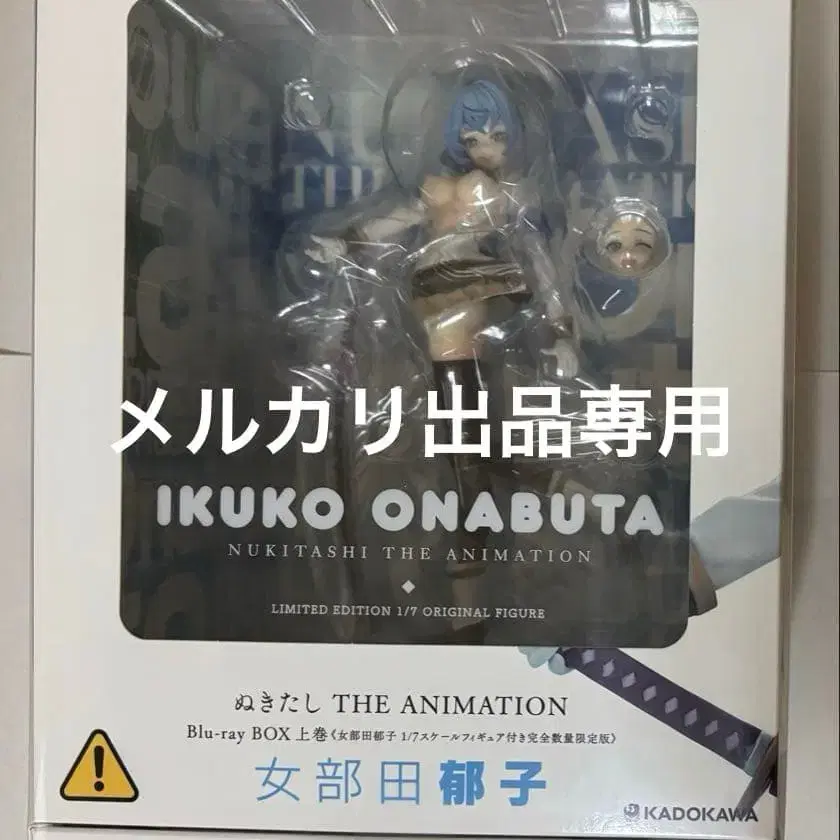 メルカリ出品専用
IKUKO ONABUTA
NUKITASHI THE ANIMATION
LIMITED EDITION 1/7 ORIGINAL FIGURE
ぬきたし THE ANIMATION
Blu-ray BOX 上巻《女部田郁子 1/7スケールフィギュア付き完全数量限定版》
女部田郁子
KADOKAWA